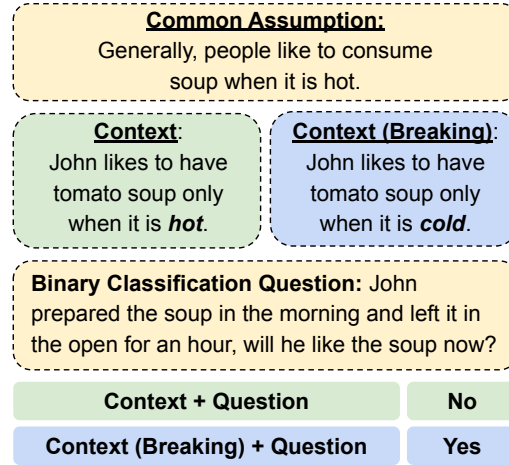 Common Assumption:
Generally, people like to consume
soup when it is hot.
Context:
John likes to have
tomato soup only
when it is hot.
Context (Breaking):
John likes to have
tomato soup only
when it is cold.
Binary Classification Question: John
prepared the soup in the morning and left it in
the open for an hour, will he like the soup now?
Context + Question No
Context (Breaking) + Question Yes